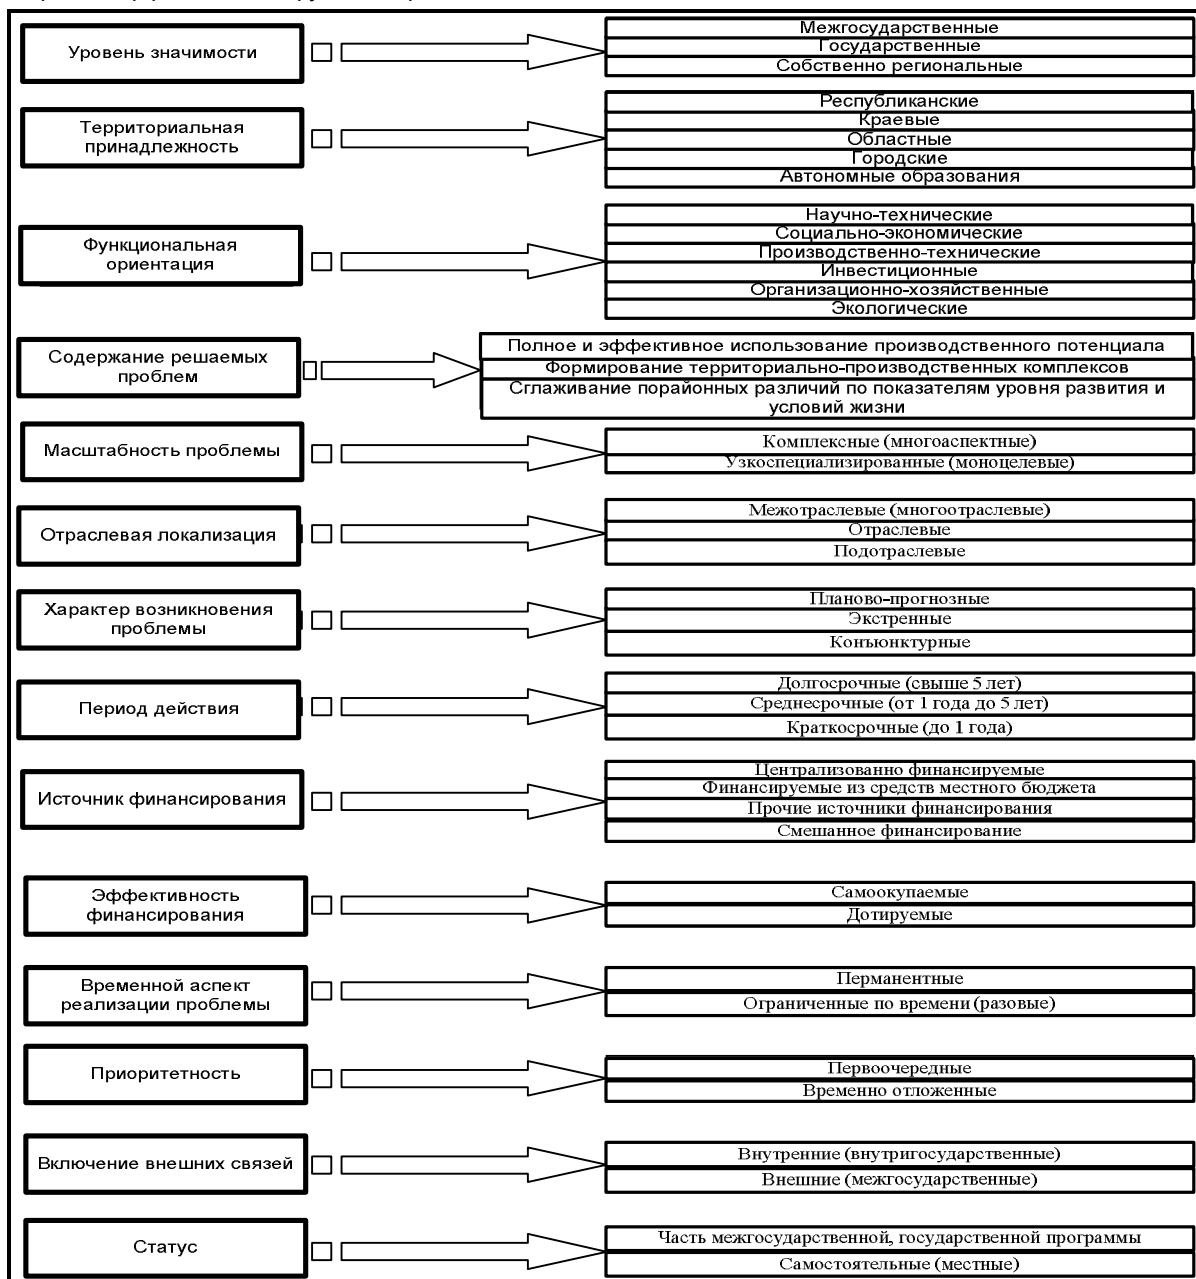 Уровень значимости
Межгосударственные
Государственные
Собственно региональные
Территориальная
принадлежность
Республиканские
Краевые
Областные
Городские
Автономные образования
Функциональная
ориентация
Научно-технические
Социально-экономические
Производственно-технические
Инвестиционные
Организационно-хозяйственные
Экологические
Содержание решаемых
проблем
Полное и эффективное использование производственного потенциала
Формирование территориально-производственных комплексов
Сглаживание порайонных различий по показателям уровня развития и
условий жизни
Масштабность проблемы
Комплексные (многоаспектные)
Узкоспециализированные (моноцелевые)
Отраслевая локализация
Межотраслевые (многоотраслевые)
Отраслевые
Подотраслевые
Характер возникновения
проблемы
Планово-прогнозные
Экстренные
Конъюнктурные
Период действия
Долгосрочные (свыше 5 лет)
Среднесрочные (от 1 года до 5 лет)
Краткосрочные (до 1 года)
Источник финансирования
Централизованно финансируемые
Финансируемые из средств местного бюджета
Прочие источники финансирования
Смешанное финансирование
Эффективность
финансирования
Самоокупаемые
Дотируемые
Временной аспект
реализации проблемы
Перманентные
Ограниченные по времени (разовые)
Приоритетность
Первоочередные
Временно отложенные
Включение внешних связей
Внутренние (внутригосударственные)
Внешние (межгосударственные)
Статус
Часть межгосударственной, государственной программы
Самостоятельные (местные)